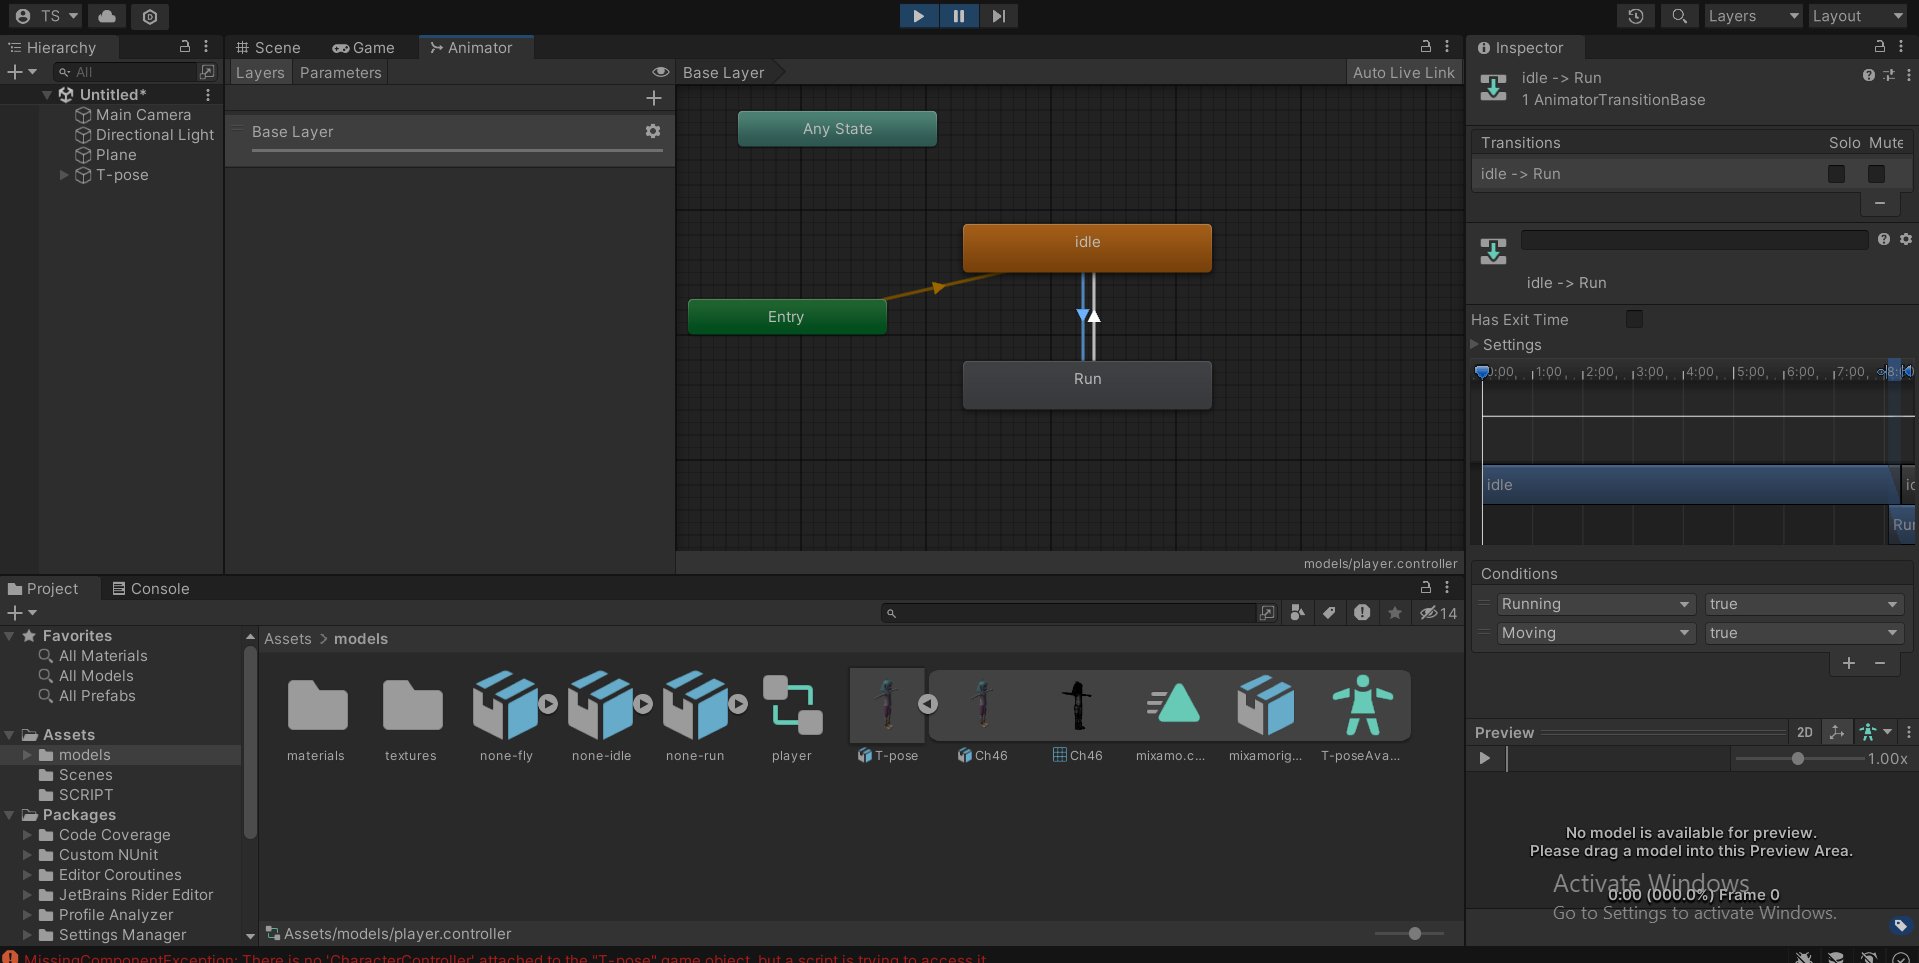 TS
Layers
Layout
Hierarchy
All
Untitled*
Main Camera
Directional Light
Plane
T-pose
Scene
Game
Animator
Layers
Parameters
Base Layer
Auto Live Link
Base Layer
Any State
idle
Entry
Run
models/player.controller
Inspector
idle -> Run
1 AnimatorTransitionBase
Transitions
Solo
Mute
idle -> Run
idle -> Run
Has Exit Time
Settings
0:00
1:00
2:00
3:00
4:00
5:00
6:00
7:00
idle
Conditions
Running
true
Moving
true
Preview
2D
1.00x
No model is available for preview.
Please drag a model into this Preview Area.
Activate Windows
0:00 (000.0%) Frame 0
Go to Settings to activate Windows.
Project
Console
14
Favorites
All Materials
All Models
All Prefabs
Assets
models
Scenes
SCRIPT
Packages
Code Coverage
Custom NUnit
Editor Coroutines
JetBrains Rider Editor
Profile Analyzer
Settings Manager
Assets > models
materials
textures
none-fly
none-idle
none-run
player
T-pose
Ch46
Ch46
mixamo.c...
mixamorig...
T-poseAva...
Assets/models/player.controller
MissingComponentException: There is no 'CharacterController' attached to the "T-pose" game object, but a script is trying to access it.